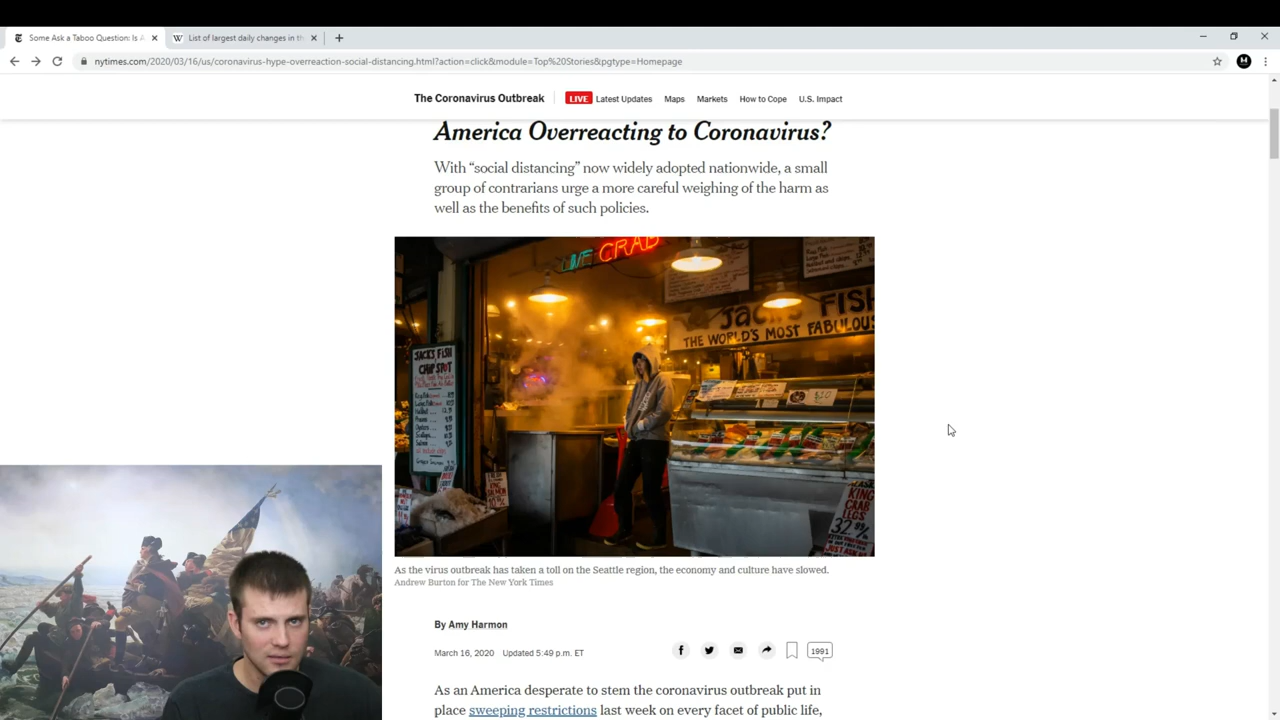 Some Ask a Taboo Question: Is A
List of largest daily changes in th
nytimes.com/2020/03/16/us/coronavirus-hype-overreaction-social-distancing.html?action=click&module=Top%20Stories&pgtype=Homepage
The Coronavirus Outbreak
LIVE Latest Updates Maps Markets How to Cope U.S. Impact
America Overreacting to Coronavirus?
With “social distancing” now widely adopted nationwide, a small
group of contrarians urge a more careful weighing of the harm as
well as the benefits of such policies.
LIVE CRAB
JACK'S FISH
THE WORLD'S MOST FABULOUS
JACK'S FISH
CHIP SPOT
$20
KING
CRAB
LEGS
32.99
As the virus outbreak has taken a toll on the Seattle region, the economy and culture have slowed.
Andrew Burton for The New York Times
By Amy Harmon
March 16, 2020 Updated 5:49 p.m. ET
1991
As an America desperate to stem the coronavirus outbreak put in
place sweeping restrictions last week on every facet of public life,